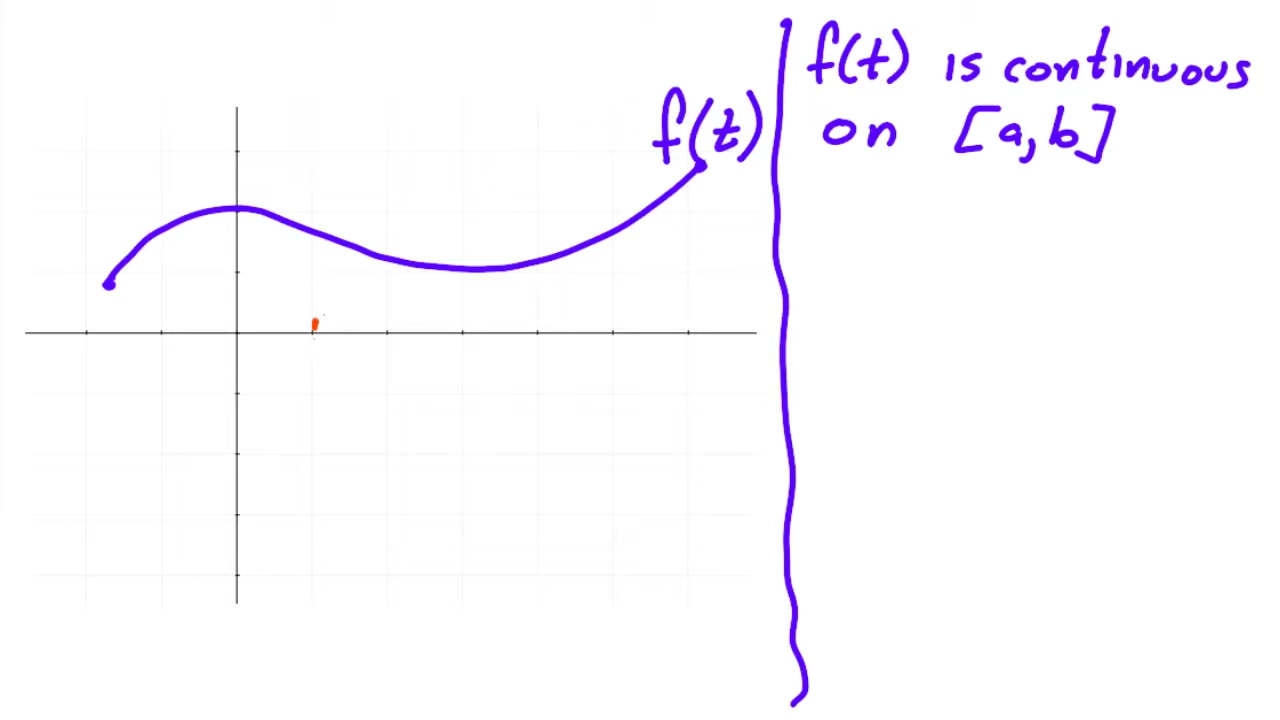 f(t)
f(t) is continuous
on [a,b]